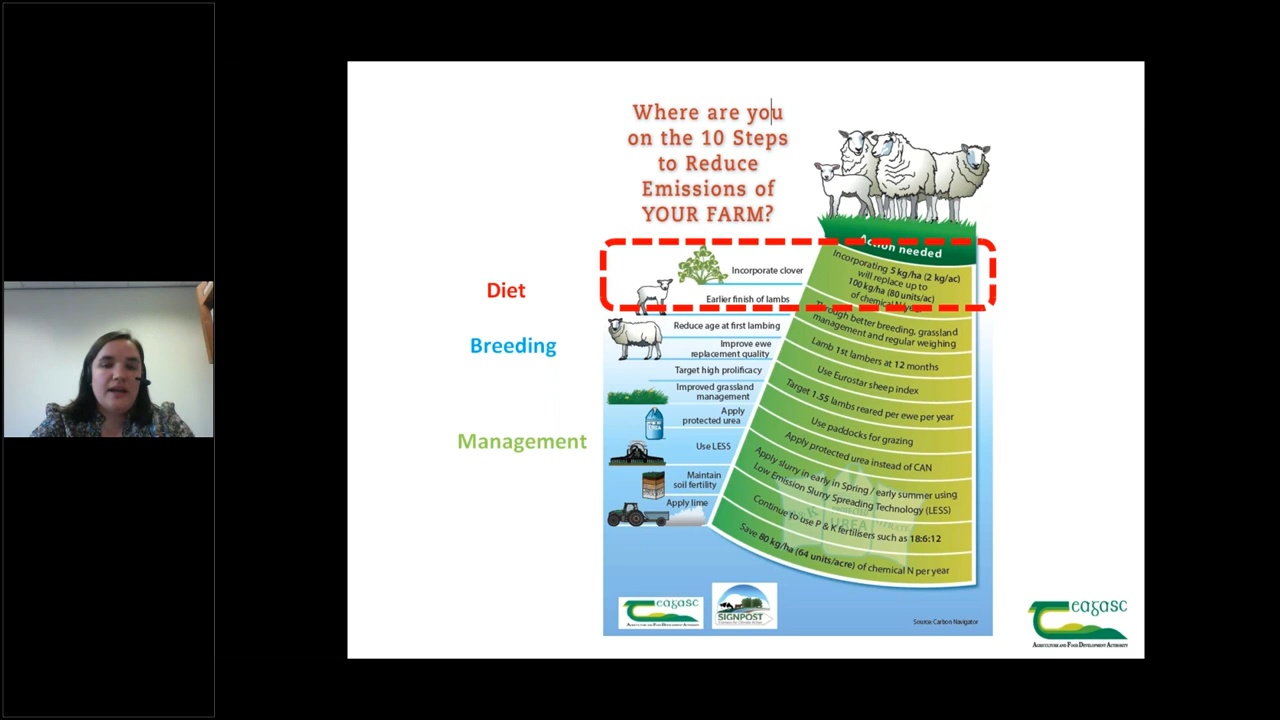 Where are you
on the 10 Steps
to Reduce
Emissions of
YOUR FARM?
Action needed
Diet
Breeding
Management
Incorporate clover
Incorporating 5 kg/ha (2 kg/ac)
will replace up to
100 kg/ha (80 units/ac)
of chemical N/year
Earlier finish of lambs
Through better breeding, grassland
management and regular weighing
Reduce age at first lambing
Lamb 1st lambers at 12 months
Improve ewe
replacement quality
Use Eurostar sheep index
Target high prolificacy
Target 1.55 lambs reared per ewe per year
Improved grassland
management
Use paddocks for grazing
Apply
protected urea
Apply protected urea instead of CAN
Use LESS
Apply slurry in early in Spring / early summer using
Low Emission Slurry Spreading Technology (LESS)
Maintain
soil fertility
Continue to use P & K fertilisers such as 18:6:12
Apply lime
Save 80 kg/ha (64 units/acre) of chemical N per year
UREA
teagasc
AGRICULTURE AND FOOD DEVELOPMENT AUTHORITY
SIGNPOST
Source: Carbon Navigator
teagasc
AGRICULTURE AND FOOD DEVELOPMENT AUTHORITY